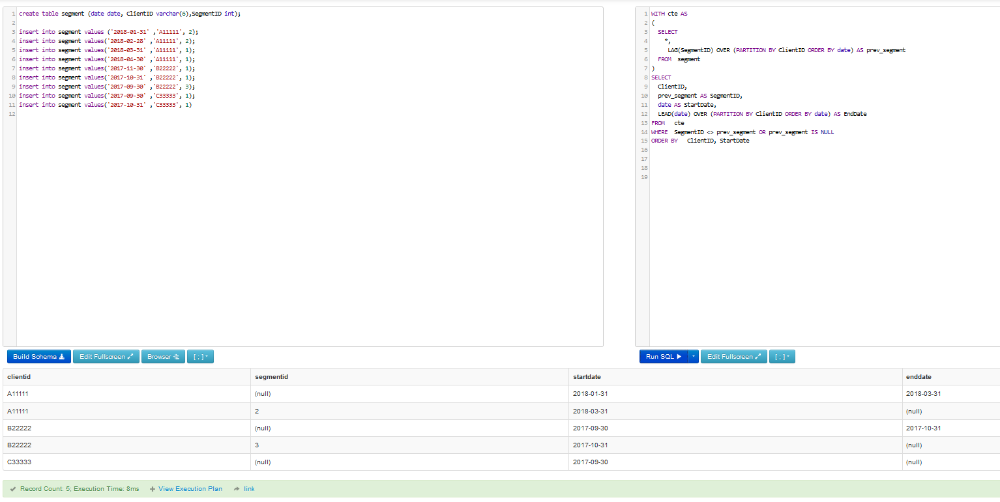 1 create table segment (date date, ClientID varchar(6),SegmentID int);
2
3 insert into segment values ('2018-01-31' ,'A11111', 2);
4 insert into segment values('2018-02-28' ,'A11111', 2);
5 insert into segment values('2018-03-31' ,'A11111', 1);
6 insert into segment values('2018-04-30' ,'A11111', 1);
7 insert into segment values('2017-11-30' ,'B22222', 1);
8 insert into segment values('2017-10-31' ,'B22222', 1);
9 insert into segment values('2017-09-30' ,'B22222', 3);
10 insert into segment values('2017-09-30' ,'C33333', 1);
11 insert into segment values('2017-10-31' ,'C33333', 1)
12
1 WITH cte AS
2 (
3 SELECT
4 *,
5 LAG(SegmentID) OVER (PARTITION BY ClientID ORDER BY date) AS prev_segment
6 FROM segment
7 )
8 SELECT
9 ClientID,
10 prev_segment AS SegmentID,
11 date AS StartDate,
12 LEAD(date) OVER (PARTITION BY ClientID ORDER BY date) AS EndDate
13 FROM cte
14 WHERE SegmentID <> prev_segment OR prev_segment IS NULL
15 ORDER BY ClientID, StartDate
16
17
18
19
Build Schema Edit Fullscreen Browser [ ; ] Run SQL Edit Fullscreen [ ; ]
clientid segmentid startdate enddate
A11111 (null) 2018-01-31 2018-03-31
A11111 2 2018-03-31 (null)
B22222 (null) 2017-09-30 2017-10-31
B22222 3 2017-10-31 (null)
C33333 (null) 2017-09-30 (null)
Record Count: 5; Execution Time: 8ms View Execution Plan link